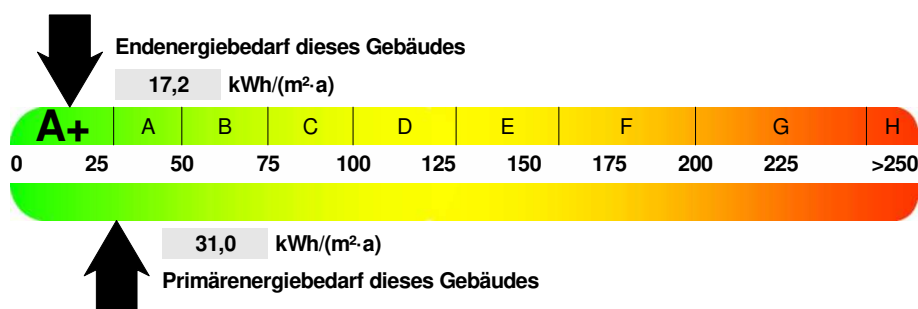 Endenergiebedarf dieses Gebäudes
17,2 kWh/(m²·a)
A+ A B C D E F G H
0 25 50 75 100 125 150 175 200 225 >250
31,0 kWh/(m²·a)
Primärenergiebedarf dieses Gebäudes